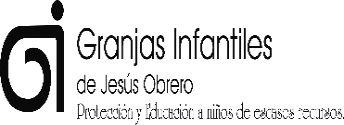 Granjas Infantiles
de Jesús Obrero
Protección y Educación a niños de escasos recursos.